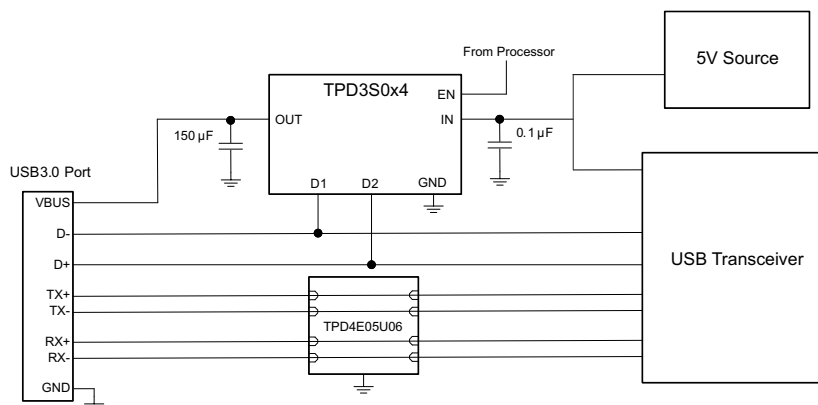 From Processor
5V Source
TPD3S0x4
EN
OUT
IN
150 µF
0.1 µF
USB3.0 Port
D1
D2
GND
VBUS
D-
D+
USB Transceiver
TX+
TX-
TPD4E05U06
RX+
RX-
GND